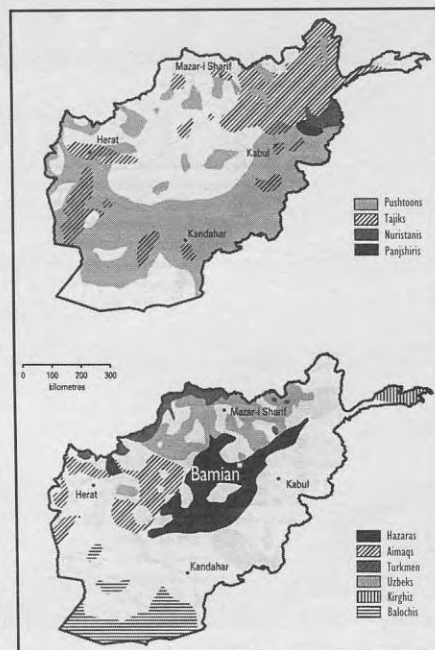 Mazar-i Sharif
Herat
Kabul
Kandahar
Pushtoons
Tajiks
Nuristanis
Panjshiris
0 100 200 300
kilometres
Mazar-i Sharif
Bamian
Herat
Kabul
Kandahar
Hazaras
Aimaqs
Turkmen
Uzbeks
Kirghiz
Balochis